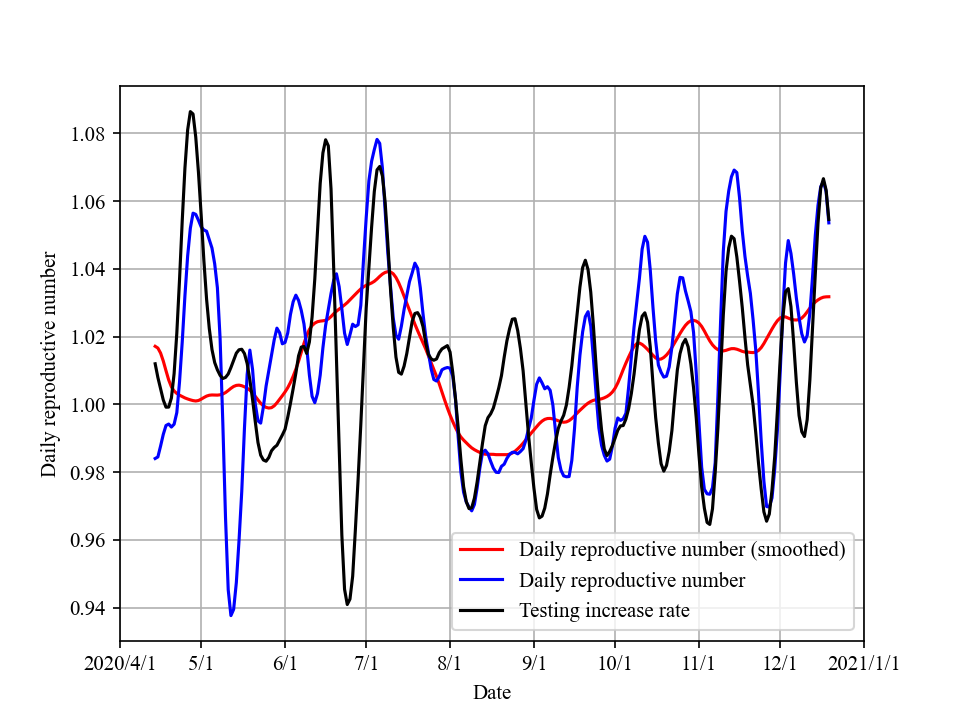 1.08
1.06
1.04
1.02
1.00
0.98
0.96
0.94
Daily reproductive number
Daily reproductive number (smoothed)
Daily reproductive number
Testing increase rate
2020/4/1 5/1 6/1 7/1 8/1 9/1 10/1 11/1 12/1 2021/1/1
Date